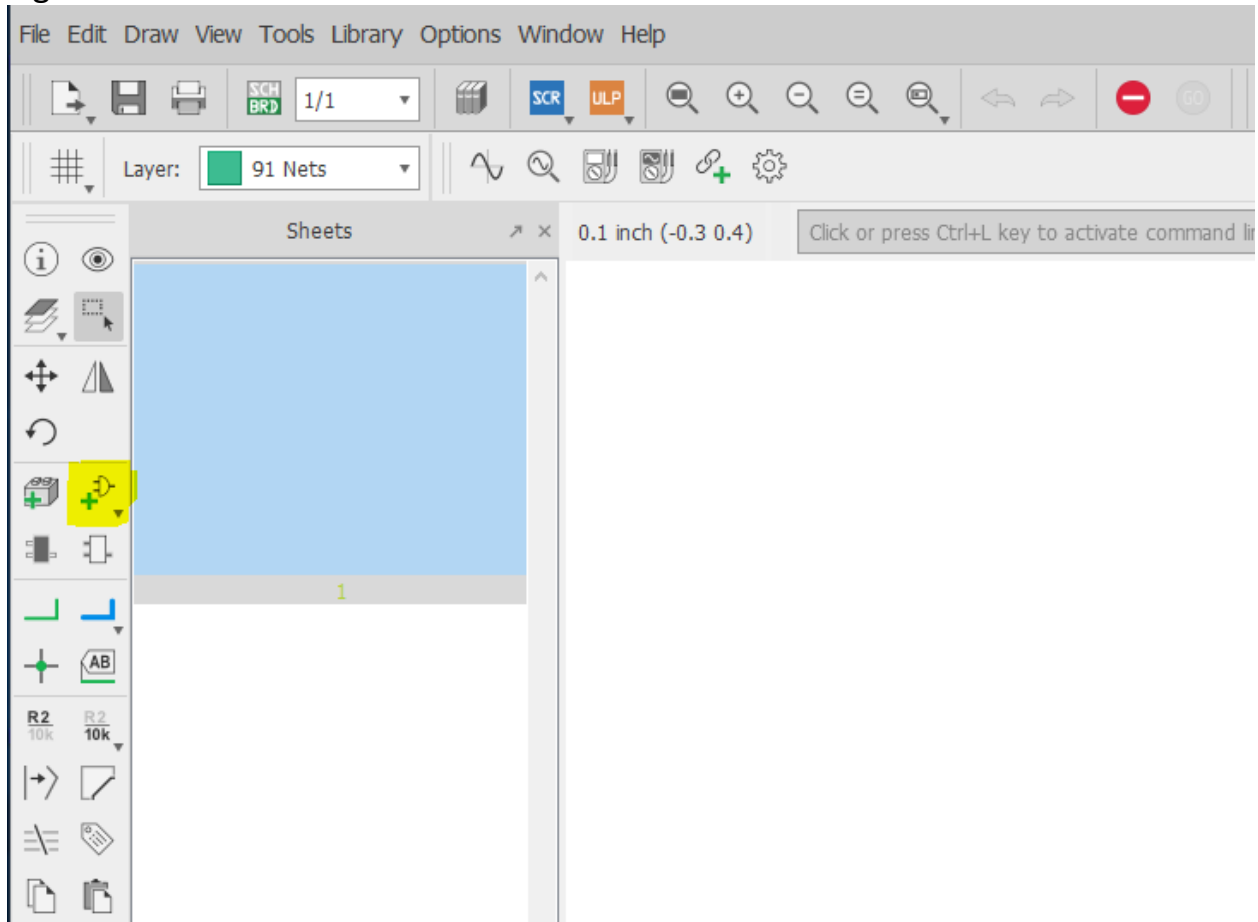 File Edit Draw View Tools Library Options Window Help
SCH
BRD
1/1
SCR
ULP
GO
Layer:
91 Nets
Sheets
0.1 inch (-0.3 0.4)
Click or press Ctrl+L key to activate command
i
1
AB
R2
10k
R2
10k